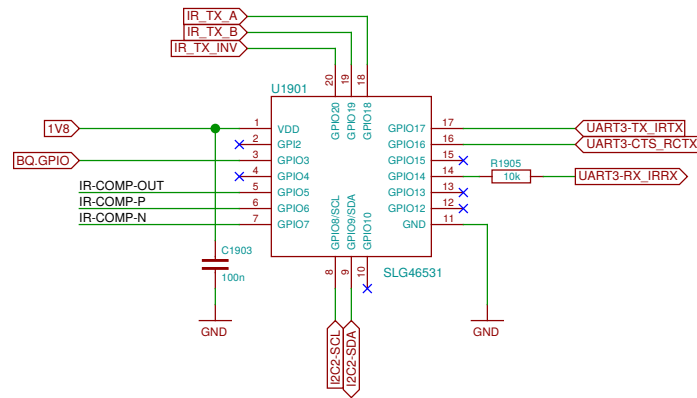 IR_TX_A
IR_TX_B
IR_TX_INV
20
19
18
U1901
GPIO20
GPIO19
GPIO18
1V8
1
VDD
GPIO17
17
UART3-TX_IRTX
2
GPI2
GPIO16
16
UART3-CTS_RCTX
BQ.GPIO
3
GPIO3
GPIO15
15
R1905
4
GPIO4
GPIO14
14
10k
UART3-RX_IRRX
IR-COMP-OUT
5
GPIO5
GPIO13
13
IR-COMP-P
6
GPIO6
GPIO12
12
IR-COMP-N
7
GPIO7
GND
11
GPIO8/SCL
GPIO9/SDA
GPIO10
C1903
100n
8
9
10
SLG46531
GND
GND
I2C2-SCL
I2C2-SDA